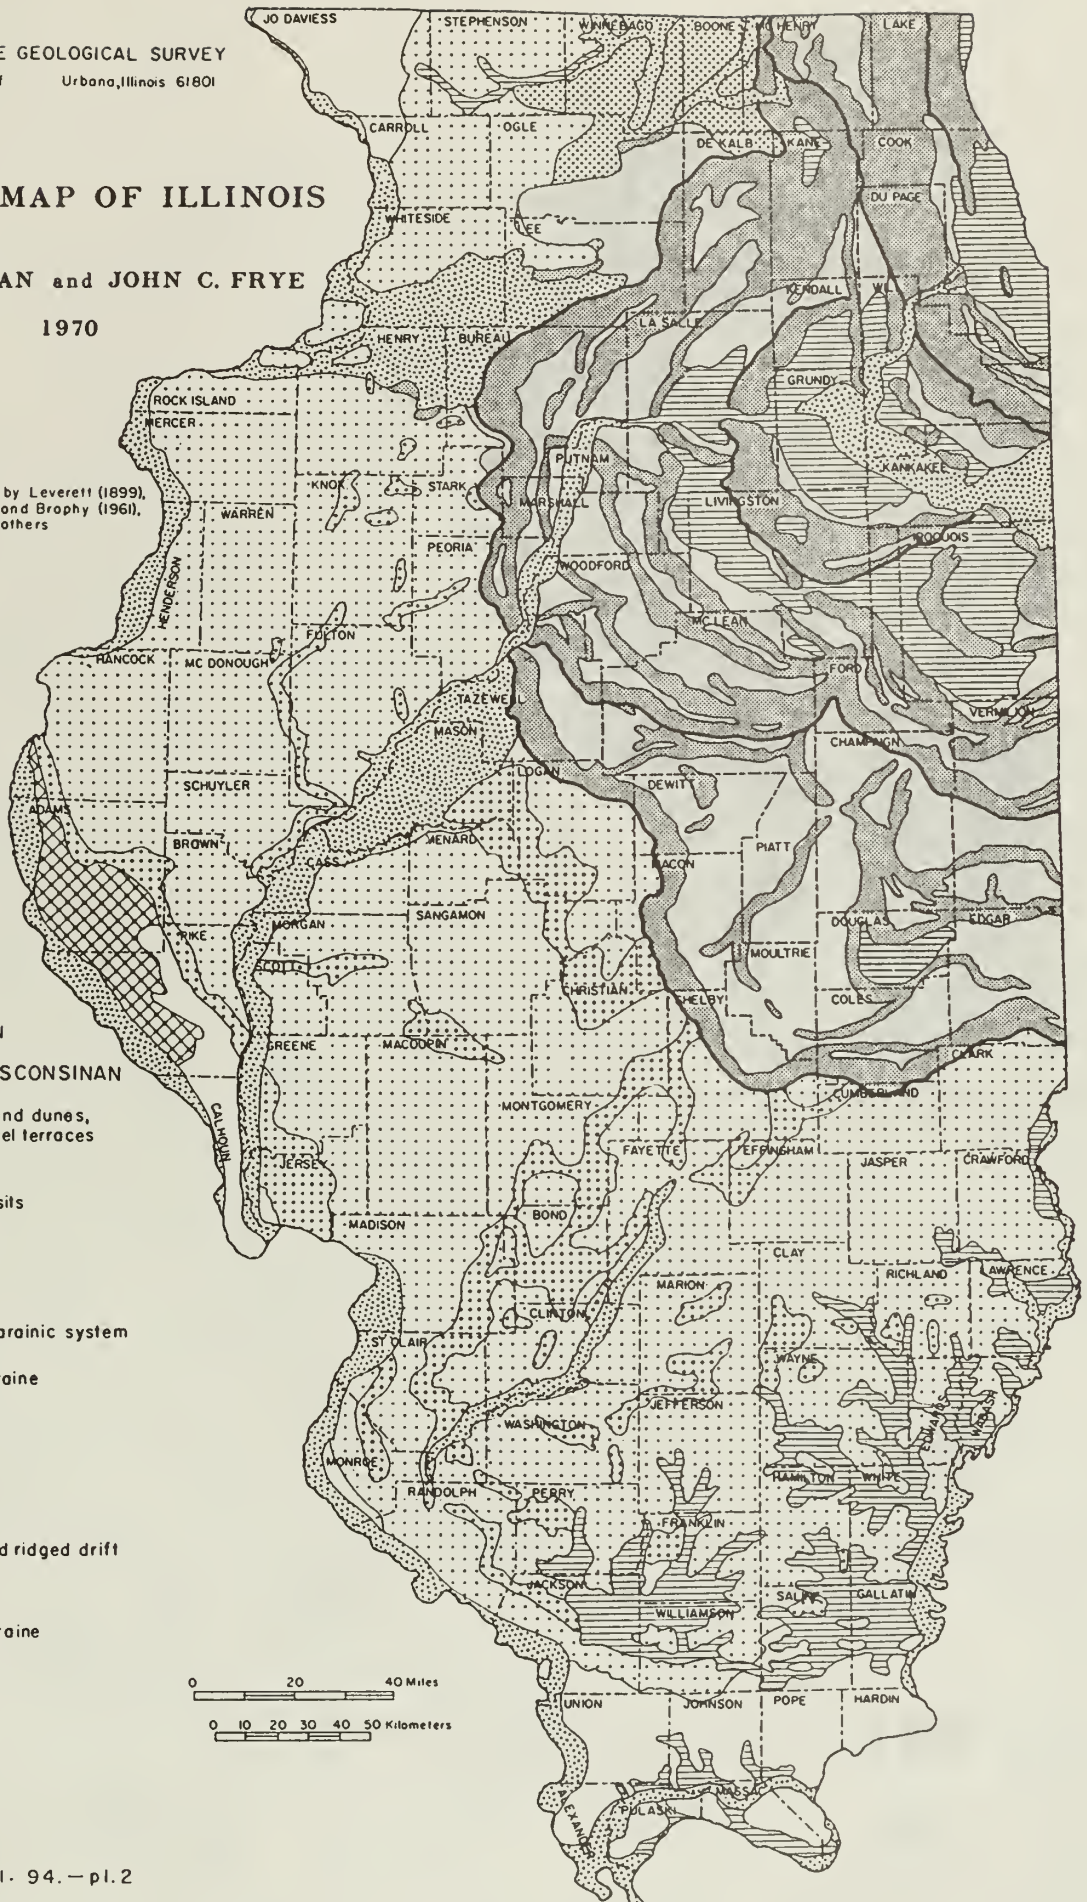 E GEOLOGICAL SURVEY
Urbana, Illinois 61801
MAP OF ILLINOIS
AN and JOHN C. FRYE
1970
by Leverett (1899),
and Brophy (1961),
others
SCONSINAN
nd dunes,
el terraces
sits
orainic system
raine
d ridged drift
raine
0 20 40 Miles
0 10 20 30 40 50 Kilometers
l. 94.—pl.2
JO DAVIESS
STEPHENSON
WINNEBAGO
BOONE
MC HENRY
LAKE
CARROLL
OGLE
DE KALB
KANE
COOK
DU PAGE
WHITESIDE
LEE
KENDALL
WILL
LA SALLE
HENRY
BUREAU
GRUNDY
ROCK ISLAND
MERCER
PUTNAM
KANKAKEE
KNOX
STARK
MARSHALL
LIVINGSTON
WARREN
PEORIA
IROQUOIS
WOODFORD
HENDERSON
MC LEAN
FULTON
HANCOCK
MC DONOUGH
FORD
TAZEWELL
VERMILION
MASON
CHAMPAIGN
LOGAN
SCHUYLER
DEWITT
ADAMS
BROWN
MENARD
PIATT
CASS
MACON
SANGAMON
MORGAN
DOUGLAS
EDGAR
PIKE
MOULTRIE
SCOTT
CHRISTIAN
SHELBY
COLES
GREENE
MACOUPIN
CLARK
CUMBERLAND
MONTGOMERY
CALHOUN
FAYETTE
EFFINGHAM
JASPER
CRAWFORD
JERSEY
BOND
MADISON
CLAY
RICHLAND
LAWRENCE
MARION
CLINTON
ST CLAIR
WAYNE
JEFFERSON
WASHINGTON
EDWARDS
WABASH
MONROE
HAMILTON
WHITE
RANDOLPH
PERRY
FRANKLIN
JACKSON
SALINE
GALLATIN
WILLIAMSON
UNION
JOHNSON
POPE
HARDIN
MASSAC
PULASKI
ALEXANDER